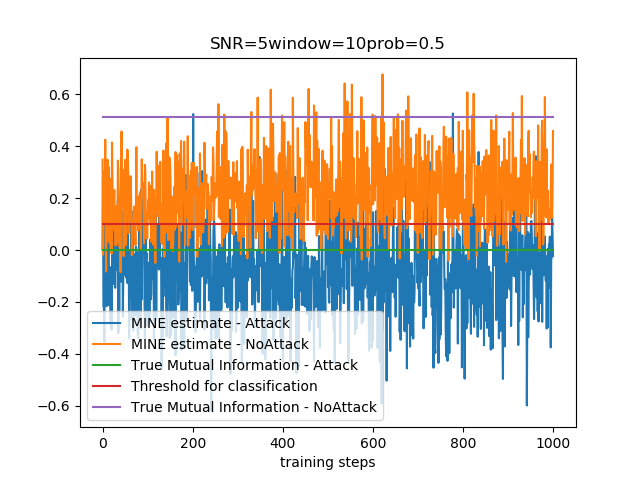 SNR=5window=10prob=0.5
0.6
0.4
0.2
0.0
−0.2
−0.4
−0.6
MINE estimate - Attack
MINE estimate - NoAttack
True Mutual Information - Attack
Threshold for classification
True Mutual Information - NoAttack
0 200 400 600 800 1000
training steps